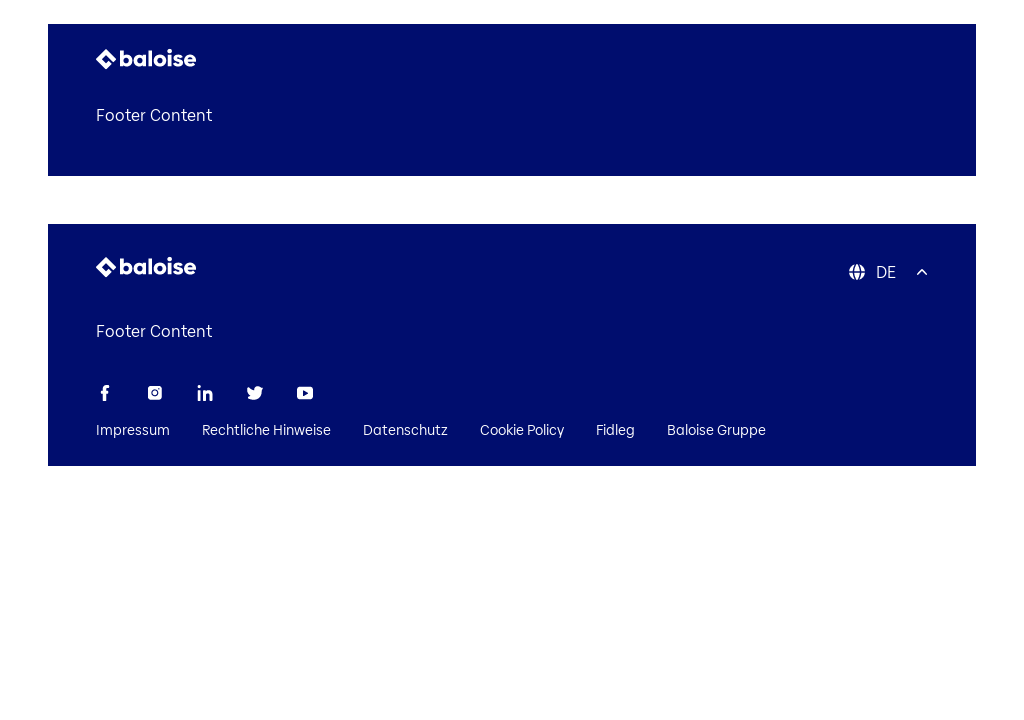 baloise
Footer Content
baloise
DE
Footer Content
Impressum Rechtliche Hinweise Datenschutz Cookie Policy Fidleg Baloise Gruppe